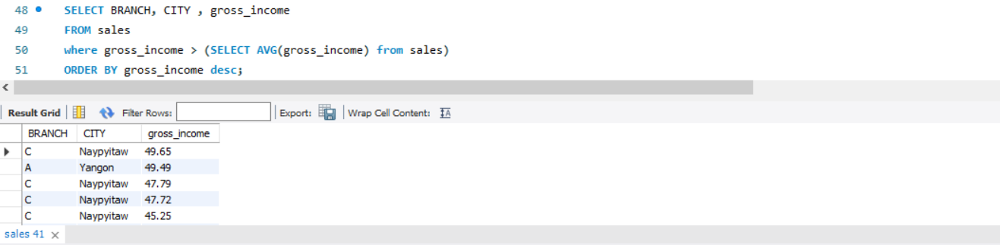 48 SELECT BRANCH, CITY , gross_income
49 FROM sales
50 where gross_income > (SELECT AVG(gross_income) from sales)
51 ORDER BY gross_income desc;
Result Grid Filter Rows: Export: Wrap Cell Content: IA
BRANCH CITY gross_income
C Naypyitaw 49.65
A Yangon 49.49
C Naypyitaw 47.79
C Naypyitaw 47.72
C Naypyitaw 45.25
sales 41